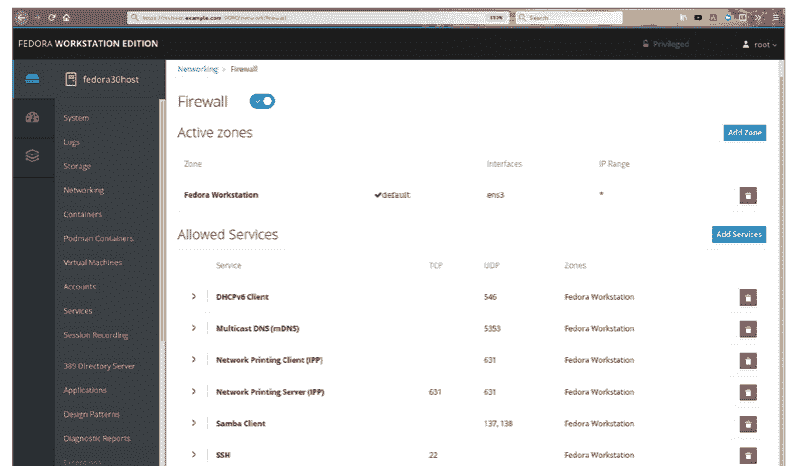 Search
FEDORA WORKSTATION EDITION
Privileged
root
fedora30host
System
Logs
Storage
Networking
Containers
Podman Containers
Virtual Machines
Accounts
Services
Session Recording
389 Directory Server
Applications
Design Patterns
Diagnostic Reports
Networking > Firewall
Firewall
Active zones
Add Zone
Zone Interfaces IP Range
Fedora Workstation ✔default ens3 *
Allowed Services
Add Services
Service TCP UDP Zones
DHCPv6 Client 546 Fedora Workstation
Multicast DNS (mDNS) 5353 Fedora Workstation
Network Printing Client (IPP) 631 Fedora Workstation
Network Printing Server (IPP) 631 631 Fedora Workstation
Samba Client 137, 138 Fedora Workstation
SSH 22 Fedora Workstation